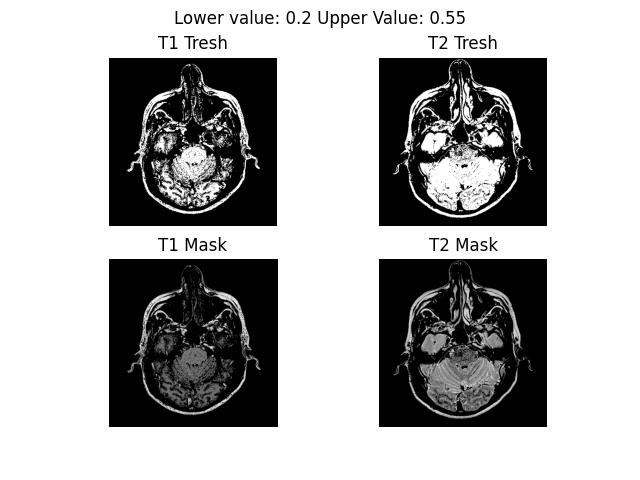 Lower value: 0.2 Upper Value: 0.55
T1 Tresh
T2 Tresh
T1 Mask
T2 Mask